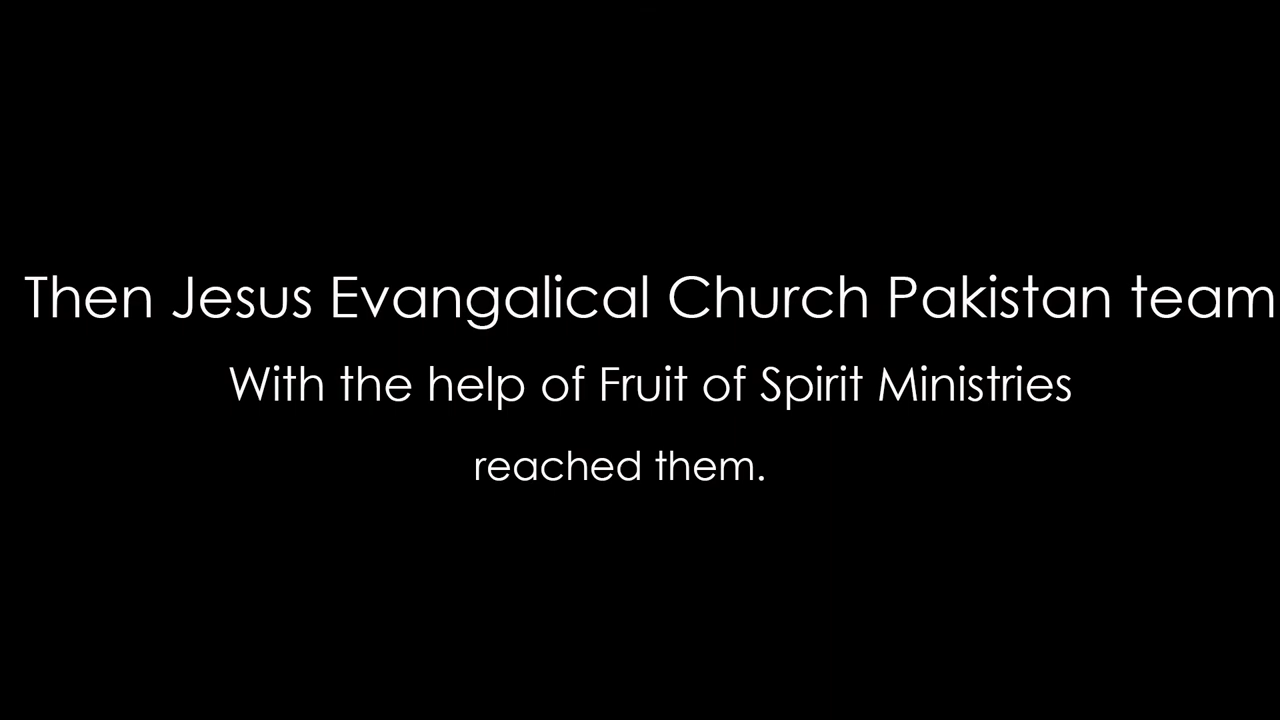 Then Jesus Evangalical Church Pakistan team
With the help of Fruit of Spirit Ministries
reached them.